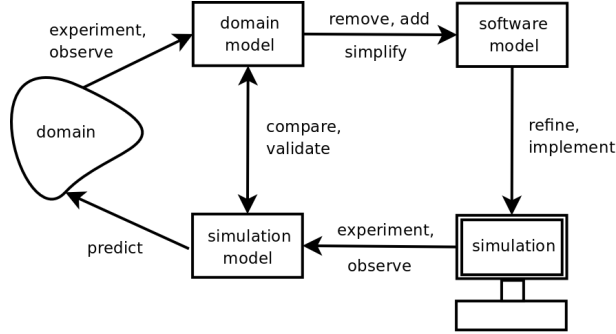 experiment,
observe
domain
model
remove, add
simplify
software
model
domain
compare,
validate
refine,
implement
predict
simulation
model
experiment,
observe
simulation